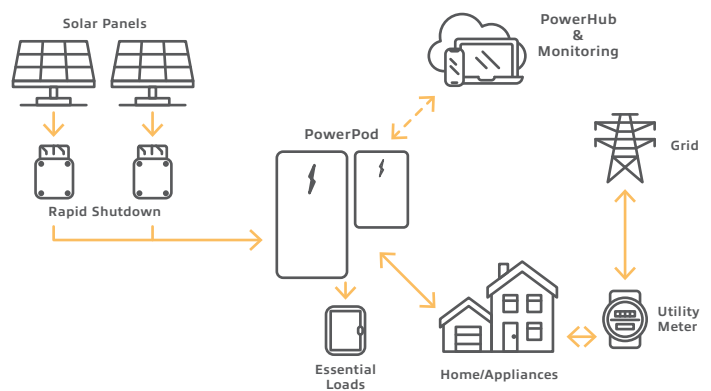 Solar Panels
PowerHub
&
Monitoring
PowerPod
Grid
Rapid Shutdown
Utility
Meter
Essential
Loads
Home/Appliances